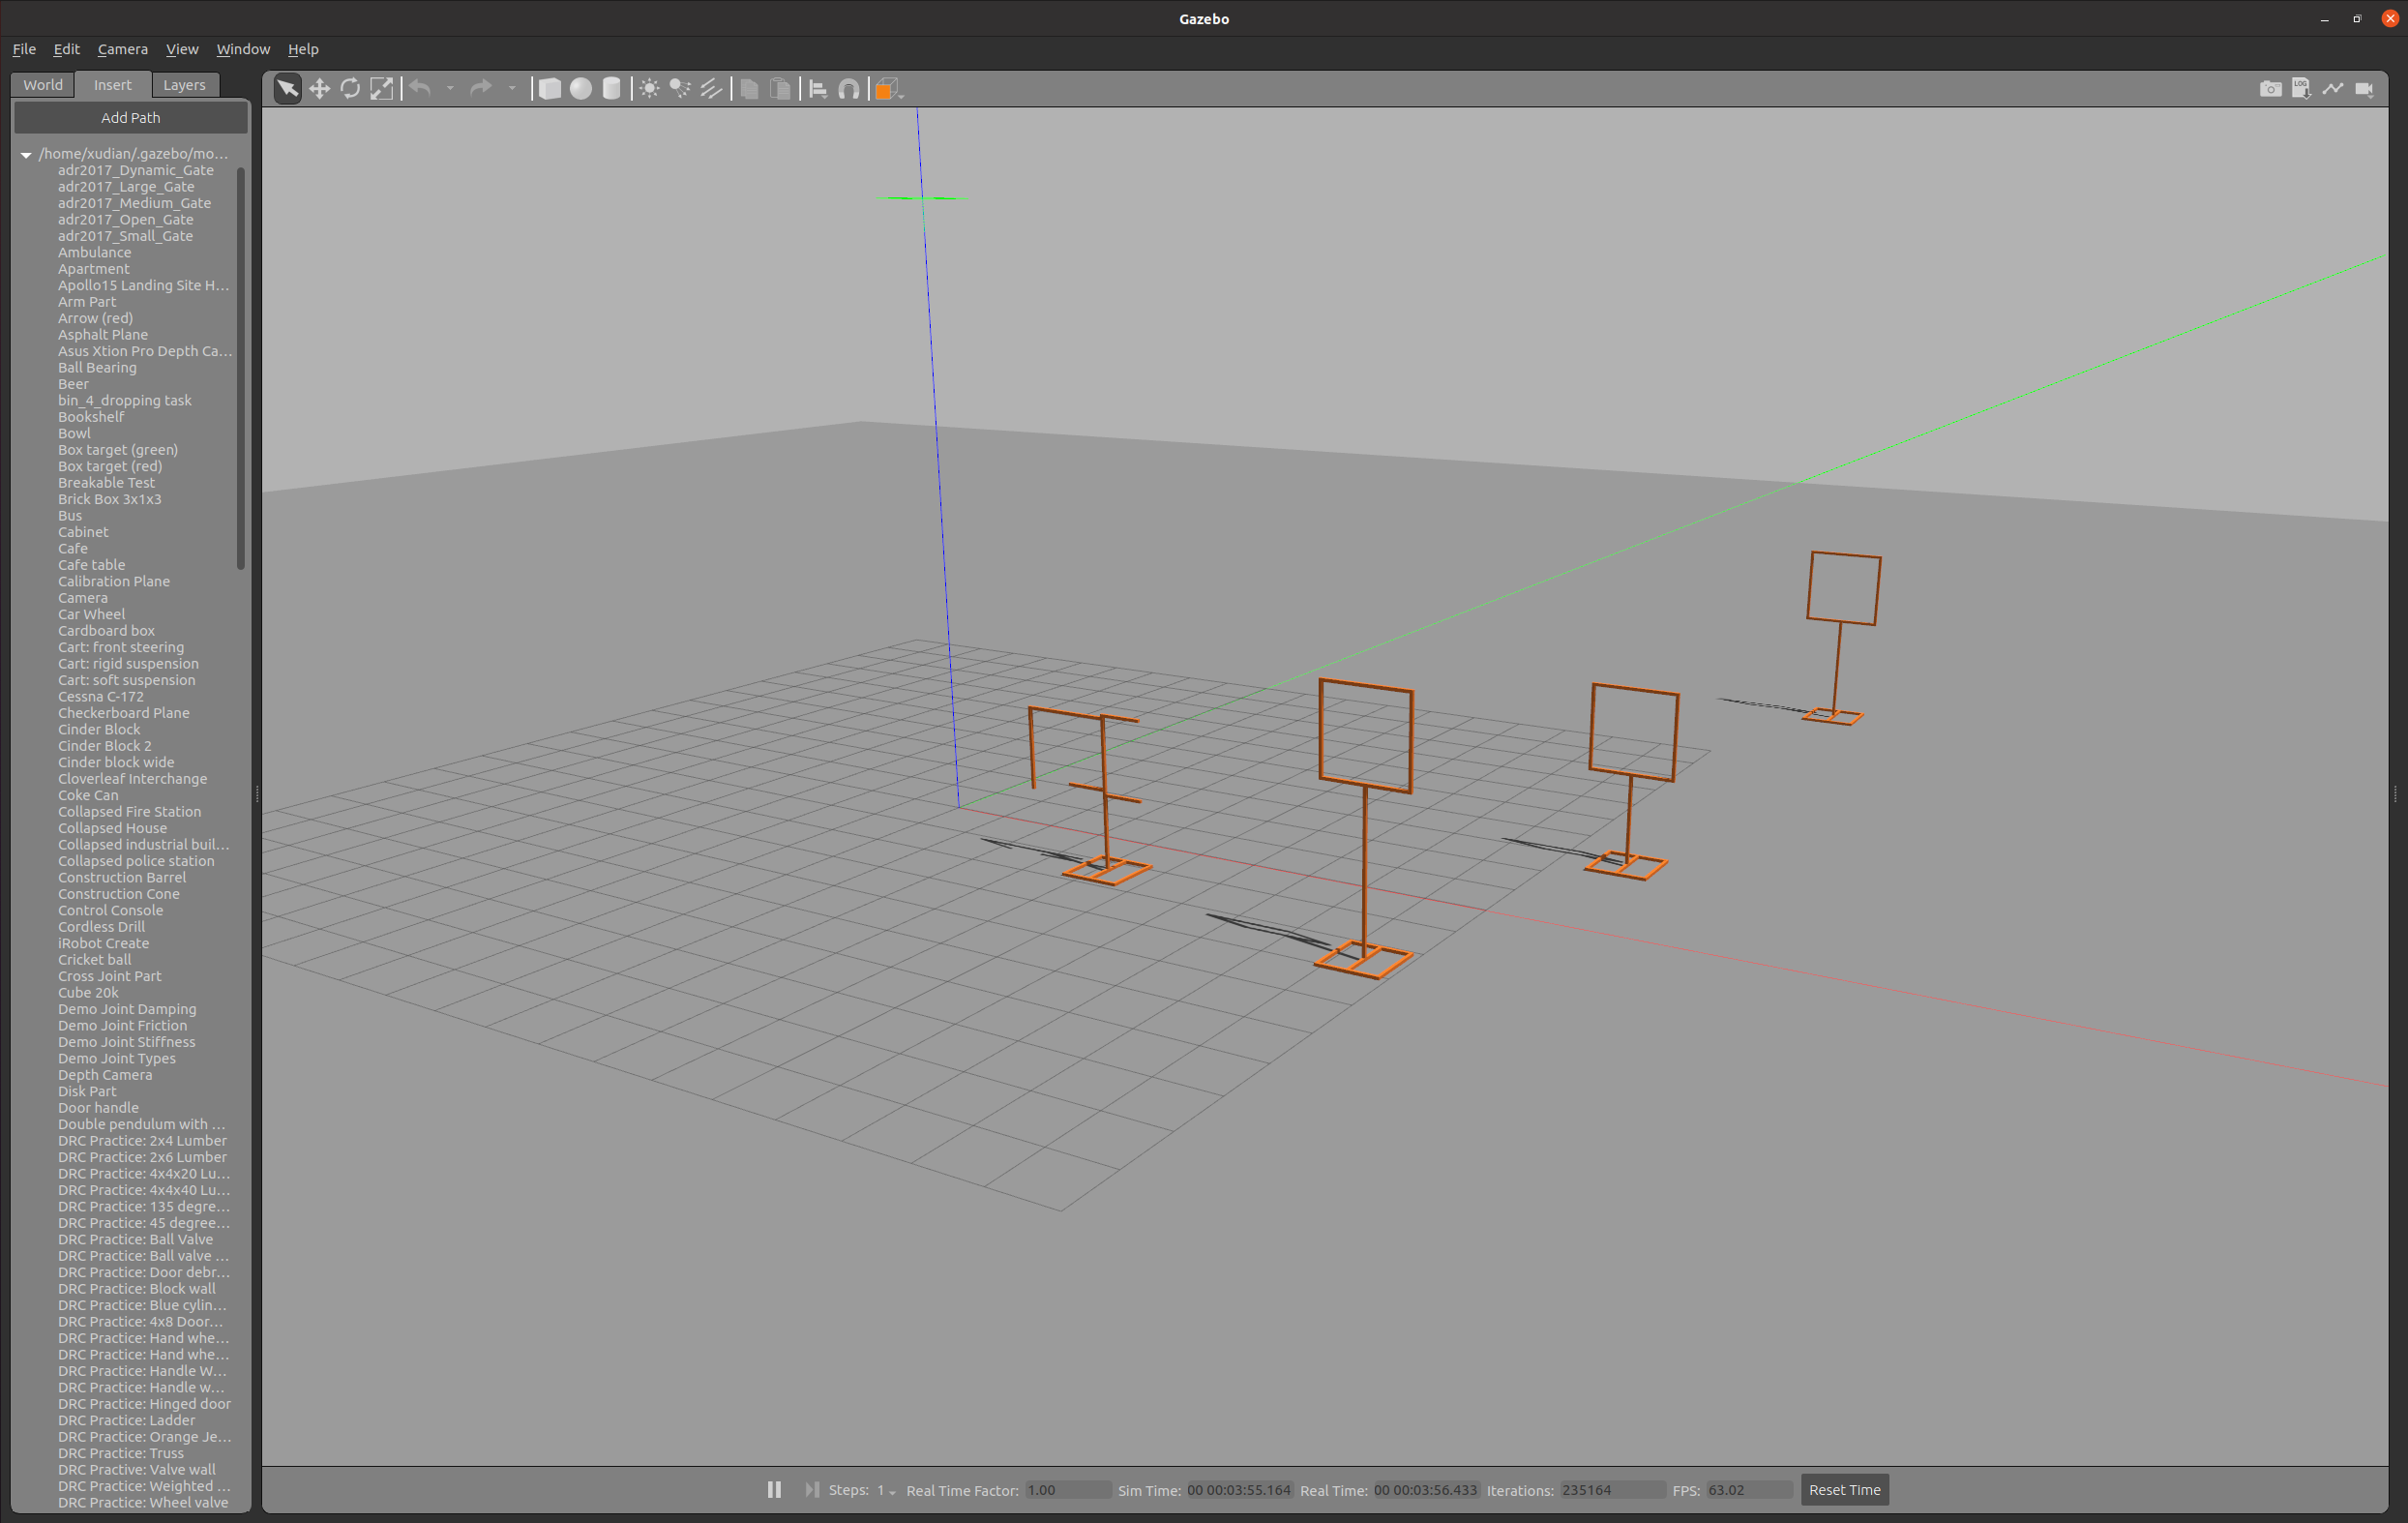 Gazebo
File Edit Camera View Window Help
World Insert Layers
LOG
Add Path
/home/xudian/.gazebo/mo...
adr2017_Dynamic_Gate
adr2017_Large_Gate
adr2017_Medium_Gate
adr2017_Open_Gate
adr2017_Small_Gate
Ambulance
Apartment
Apollo15 Landing Site H...
Arm Part
Arrow (red)
Asphalt Plane
Asus Xtion Pro Depth Ca...
Ball Bearing
Beer
bin_4_dropping task
Bookshelf
Bowl
Box target (green)
Box target (red)
Breakable Test
Brick Box 3x1x3
Bus
Cabinet
Cafe
Cafe table
Calibration Plane
Camera
Car Wheel
Cardboard box
Cart: front steering
Cart: rigid suspension
Cart: soft suspension
Cessna C-172
Checkerboard Plane
Cinder Block
Cinder Block 2
Cinder block wide
Cloverleaf Interchange
Coke Can
Collapsed Fire Station
Collapsed House
Collapsed industrial buil...
Collapsed police station
Construction Barrel
Construction Cone
Control Console
Cordless Drill
iRobot Create
Cricket ball
Cross Joint Part
Cube 20k
Demo Joint Damping
Demo Joint Friction
Demo Joint Stiffness
Demo Joint Types
Depth Camera
Disk Part
Door handle
Double pendulum with ...
DRC Practice: 2x4 Lumber
DRC Practice: 2x6 Lumber
DRC Practice: 4x4x20 Lu...
DRC Practice: 4x4x40 Lu...
DRC Practice: 135 degre...
DRC Practice: 45 degree...
DRC Practice: Ball Valve
DRC Practice: Ball valve ...
DRC Practice: Door debr...
DRC Practice: Block wall
DRC Practice: Blue cylin...
DRC Practice: 4x8 Door...
DRC Practice: Hand whe...
DRC Practice: Hand whe...
DRC Practice: Handle W...
DRC Practice: Handle w...
DRC Practice: Hinged door
DRC Practice: Ladder
DRC Practice: Orange Je...
DRC Practice: Truss
DRC Practive: Valve wall
DRC Practice: Weighted ...
DRC Practice: Wheel valve
Steps: 1 Real Time Factor: 1.00 Sim Time: 00 00:03:55.164 Real Time: 00 00:03:56.433 Iterations: 235164 FPS: 63.02 Reset Time